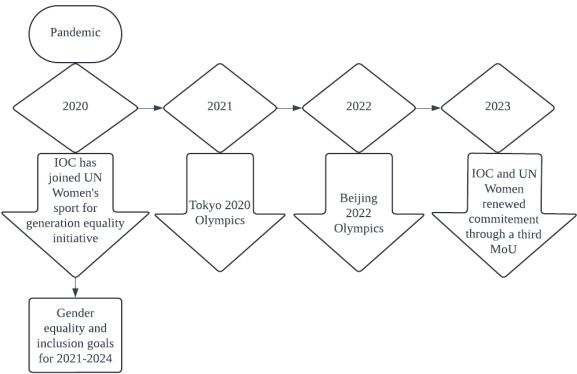 Pandemic
2020
2021
2022
2023
IOC has
joined UN
Women's
sport for
generation equality
initiative
Tokyo 2020
Olympics
Beijing
2022
Olympics
IOC and UN
Women
renewed
commitement
through a third
MoU
Gender
equality and
inclusion goals
for 2021-2024